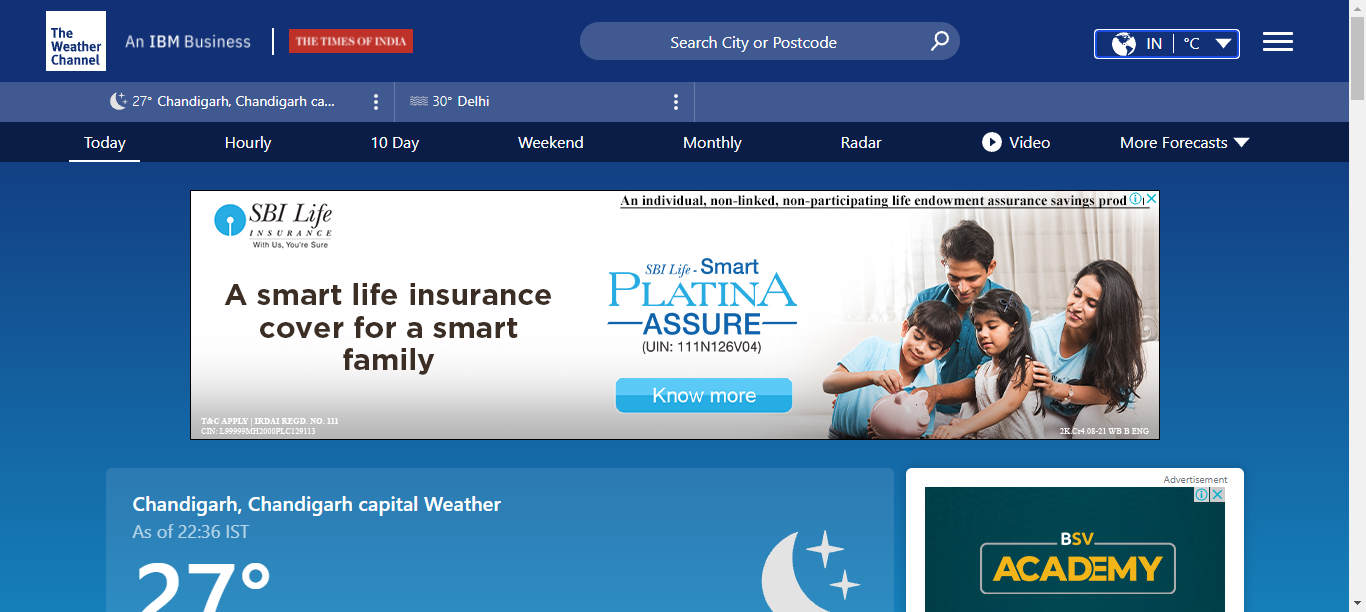 The
Weather
Channel
An IBM Business
THE TIMES OF INDIA
Search City or Postcode
IN
°C
27° Chandigarh, Chandigarh ca...
30° Delhi
Today
Hourly
10 Day
Weekend
Monthly
Radar
Video
More Forecasts
SBI Life
INSURANCE
With Us, You're Sure
An individual, non-linked, non-participating life endowment assurance savings prod
A smart life insurance
cover for a smart
family
SBI Life - Smart
PLATINA
ASSURE
(UIN: 111N126V04)
Know more
T&C APPLY | IRDAI REGD. NO. 111
CIN: L99999MH2000PLC129113
2K.Cr4.08-21 WB B ENG
Chandigarh, Chandigarh capital Weather
As of 22:36 IST
27°
Advertisement
BSV
ACADEMY